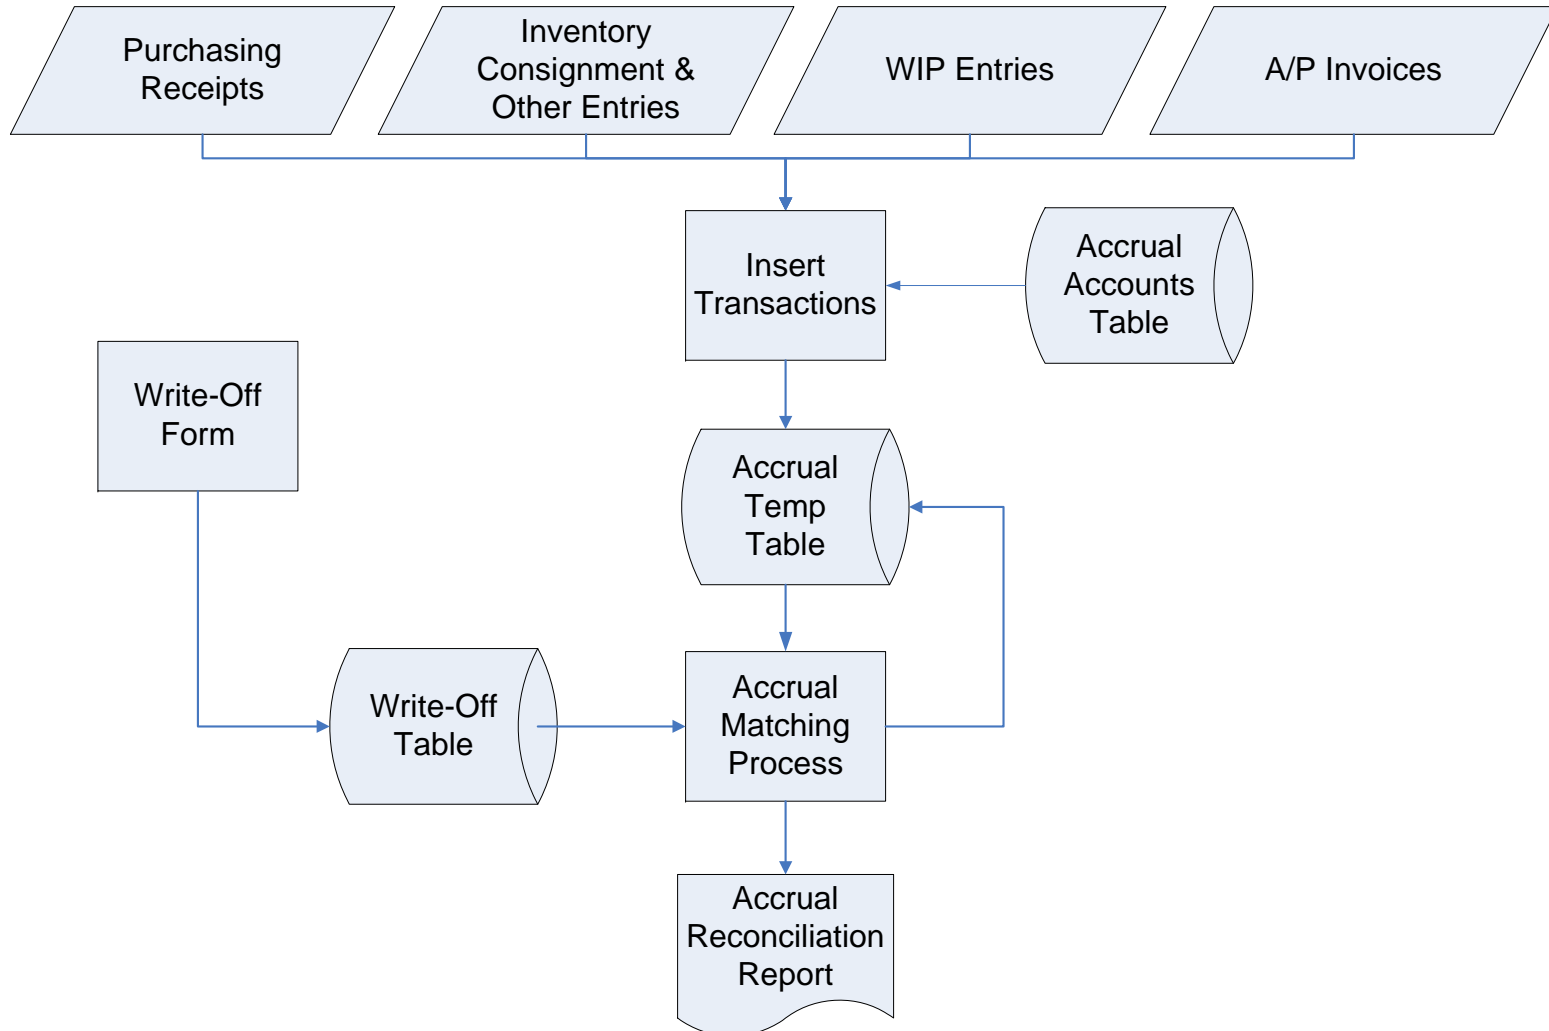 Purchasing
Receipts
Inventory
Consignment &
Other Entries
WIP Entries
A/P Invoices
Insert
Transactions
Accrual
Accounts
Table
Write-Off
Form
Accrual
Temp
Table
Write-Off
Table
Accrual
Matching
Process
Accrual
Reconciliation
Report